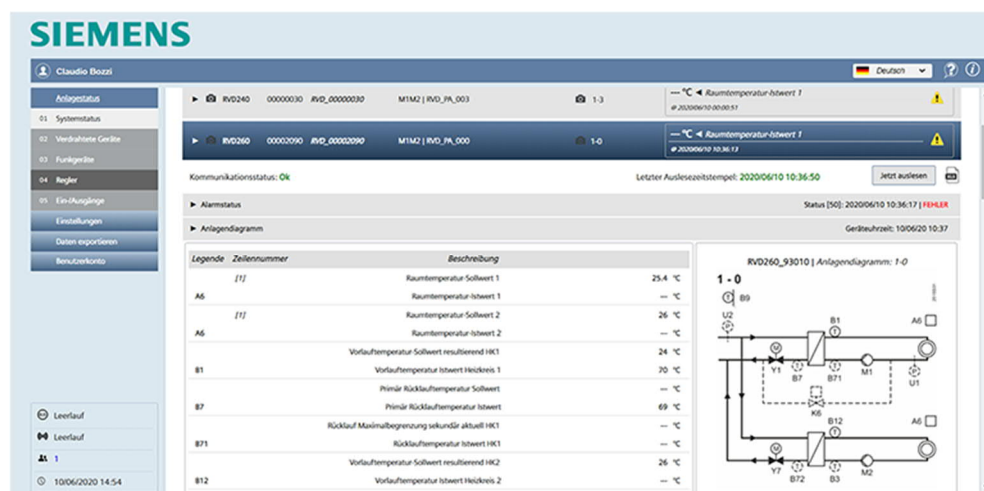 SIEMENS
Claudio Bozzi
Deutsch
Anlagestatus
01 Systemstatus
02 Verdrahtete Geräte
03 Funkgeräte
04 Regler
05 Ein-/Ausgänge
Einstellungen
Daten exportieren
Benutzerkonto
Leerlauf
Leerlauf
1
10/06/2020 14:54
RVD240 00000030 RVD_00000030 M1M2 | RVD_PA_003 1-3 --- °C ◄ Raumtemperatur-Istwert 1
# 2020/06/10 00:00:51
RVD260 00002090 RVD_00002090 M1M2 | RVD_PA_000 1-0 --- °C ◄ Raumtemperatur-Istwert 1
# 2020/06/10 10:36:13
Kommunikationsstatus: Ok Letzter Auslesezeitstempel: 2020/06/10 10:36:50 Jetzt auslesen
Alarmstatus Status [50]: 2020/06/10 10:36:17 | FEHLER
Anlagendiagramm Geräteuhrzeit: 10/06/20 10:37
Legende Zeilennummer Beschreibung
[1] Raumtemperatur-Sollwert 1 25.4 °C
A6 Raumtemperatur-Istwert 1 --- °C
[1] Raumtemperatur-Sollwert 2 26 °C
A6 Raumtemperatur-Istwert 2 --- °C
Vorlauftemperatur-Sollwert resultierend HK1 24 °C
B1 Vorlauftemperatur Istwert Heizkreis 1 70 °C
Primär Rücklauftemperatur Sollwert --- °C
B7 Primär Rücklauftemperatur Istwert 69 °C
Rücklauf Maximalbegrenzung sekundär aktuell HK1 --- °C
B71 Rücklauftemperatur Istwert HK1 --- °C
Vorlauftemperatur-Sollwert resultierend HK2 26 °C
B12 Vorlauftemperatur Istwert Heizkreis 2 --- °C
RVD260_93010 | Anlagendiagramm: 1-0
1 - 0
T B9
U2
P
B1
T
A6
M
Y1
T
B7
T
B71
M1
P
U1
K6
B12
T
A6
M
Y7
T
B72
T
B3
M2